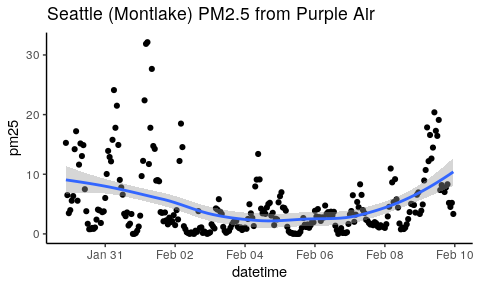 Seattle (Montlake) PM2.5 from Purple Air
30
20
10
0
pm25
Jan 31 Feb 02 Feb 04 Feb 06 Feb 08 Feb 10
datetime